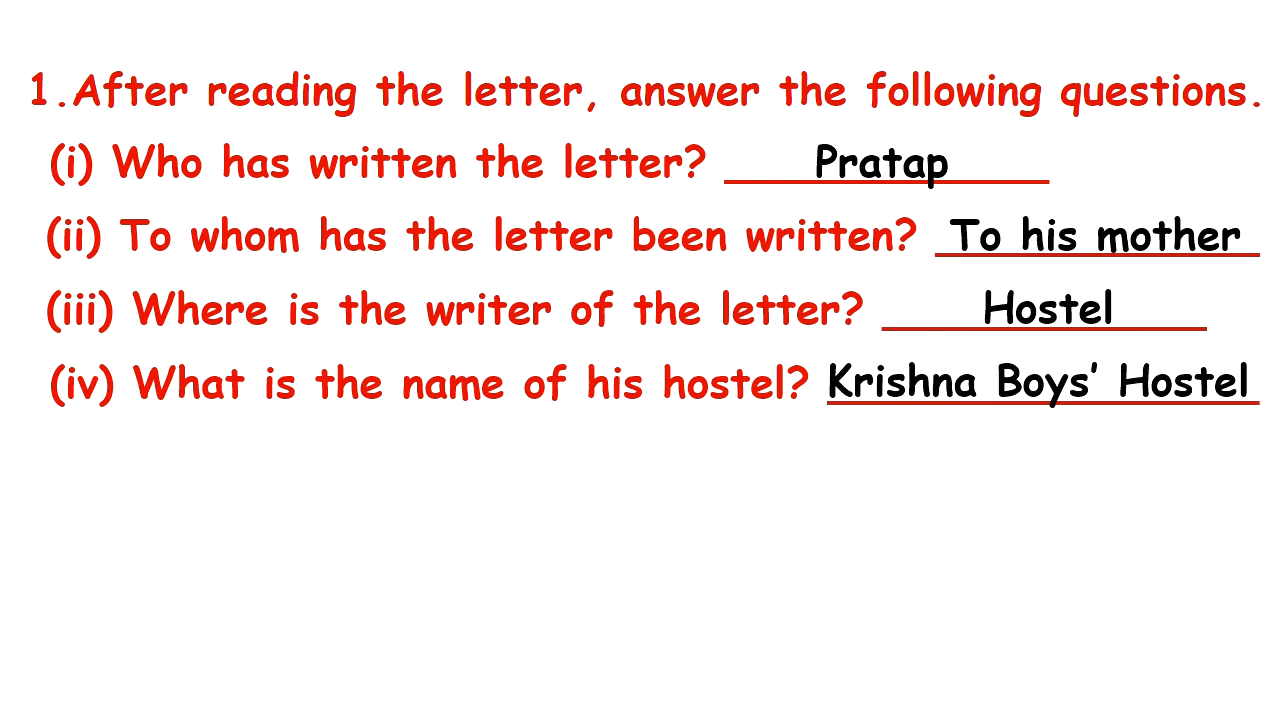 1.After reading the letter, answer the following questions.
(i) Who has written the letter? Pratap
(ii) To whom has the letter been written? To his mother
(iii) Where is the writer of the letter? Hostel
(iv) What is the name of his hostel? Krishna Boys’ Hostel